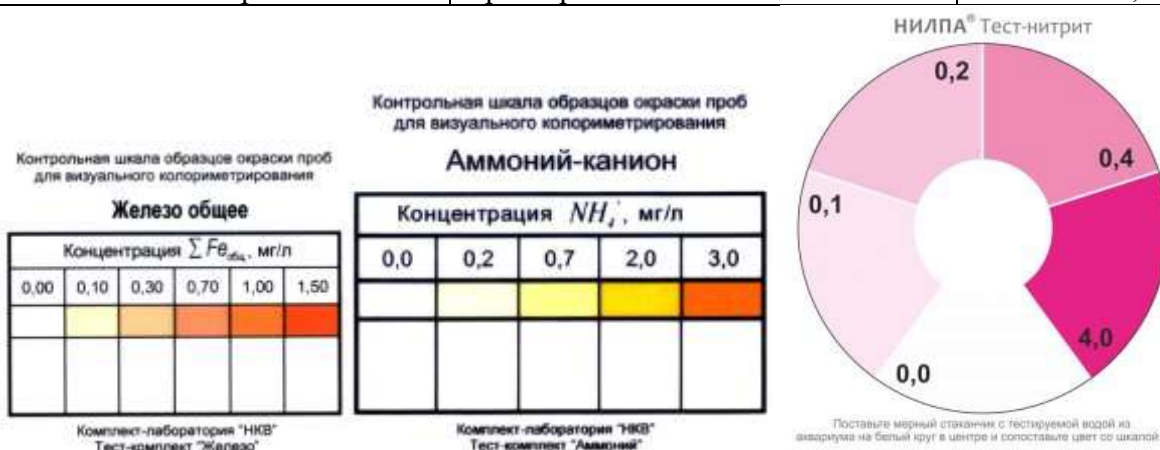 Контрольная шкала образцов окраски проб
для визуального колориметрирования
Железо общее
Концентрация ∑Fe общ., мг/л
0,00 0,10 0,30 0,70 1,00 1,50
Комплект-лаборатория "НКВ"
Тест-комплект "Железо"
Контрольная шкала образцов окраски проб
для визуального колориметрирования
Аммоний-канион
Концентрация NH₄⁺, мг/л
0,0 0,2 0,7 2,0 3,0
Комплект-лаборатория "НКВ"
Тест-комплект "Аммоний"
НИЛПА® Тест-нитрит
0,2
0,4
0,1
4,0
0,0
Поставьте мерный стаканчик с тестируемой водой из
аквариума на белый круг в центре и сопоставьте цвет со шкалой